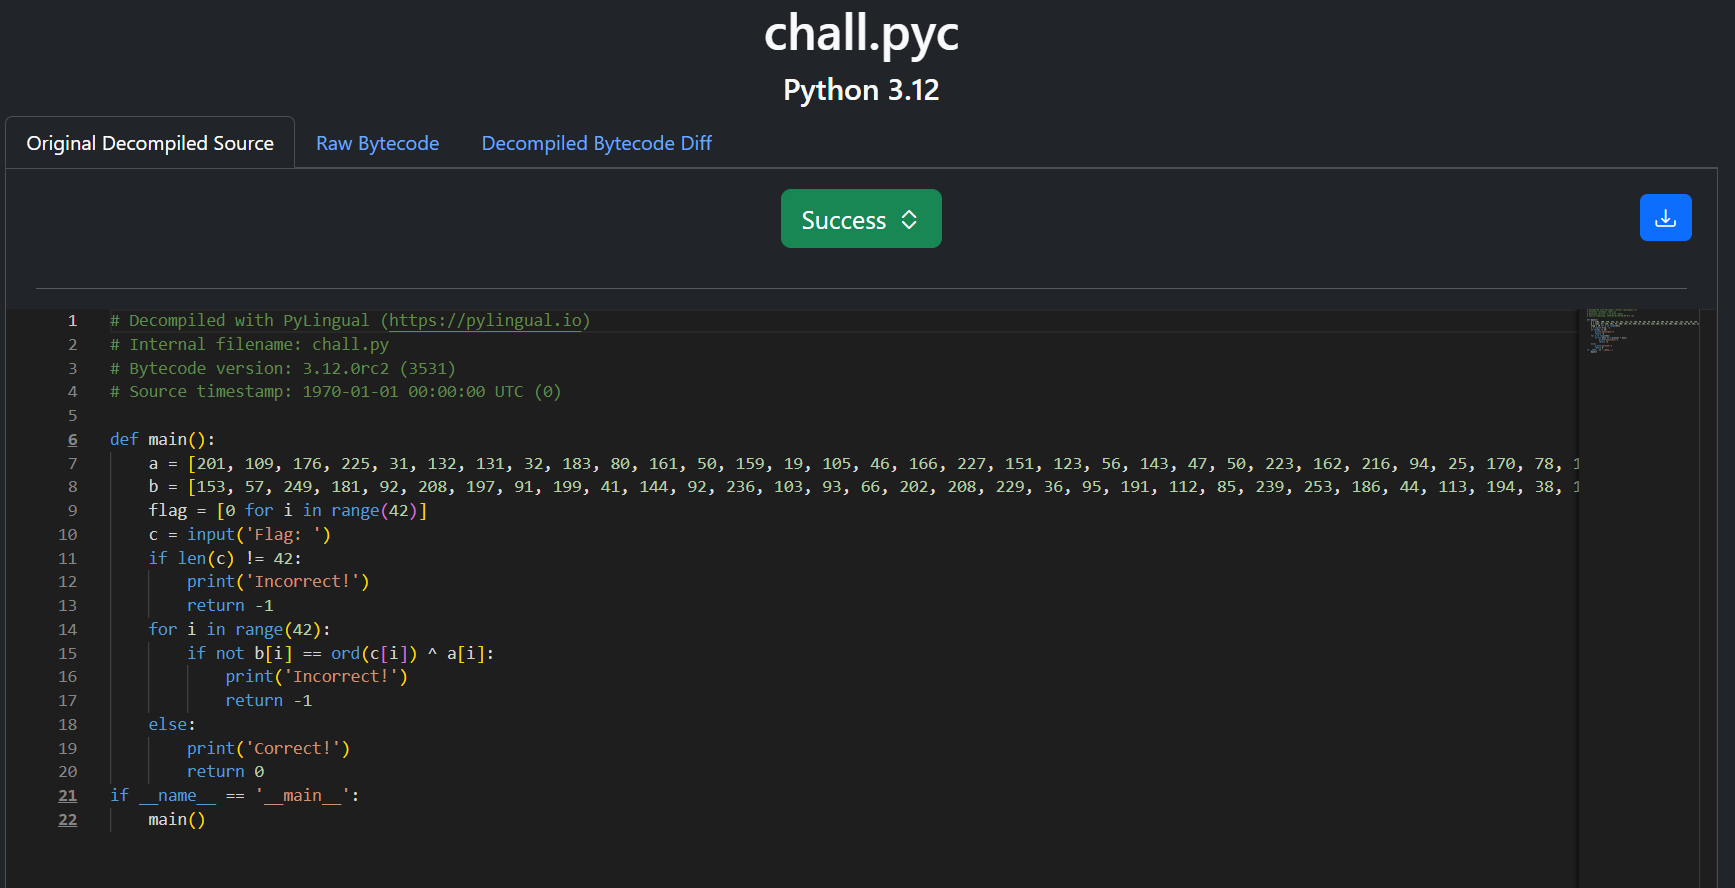 chall.pyc
Python 3.12
Original Decompiled Source Raw Bytecode Decompiled Bytecode Diff
Success
1 # Decompiled with PyLingual (https://pylingual.io)
2 # Internal filename: chall.py
3 # Bytecode version: 3.12.0rc2 (3531)
4 # Source timestamp: 1970-01-01 00:00:00 UTC (0)
5
6 def main():
7 a = [201, 109, 176, 225, 31, 132, 131, 32, 183, 80, 161, 50, 159, 19, 105, 46, 166, 227, 151, 123, 56, 143, 47, 50, 223, 162, 216, 94, 25, 170, 78,
8 b = [153, 57, 249, 181, 92, 208, 197, 91, 199, 41, 144, 92, 236, 103, 93, 66, 202, 208, 229, 36, 95, 191, 112, 85, 239, 253, 186, 44, 113, 194, 38,
9 flag = [0 for i in range(42)]
10 c = input('Flag: ')
11 if len(c) != 42:
12 print('Incorrect!')
13 return -1
14 for i in range(42):
15 if not b[i] == ord(c[i]) ^ a[i]:
16 print('Incorrect!')
17 return -1
18 else:
19 print('Correct!')
20 return 0
21 if __name__ == '__main__':
22 main()